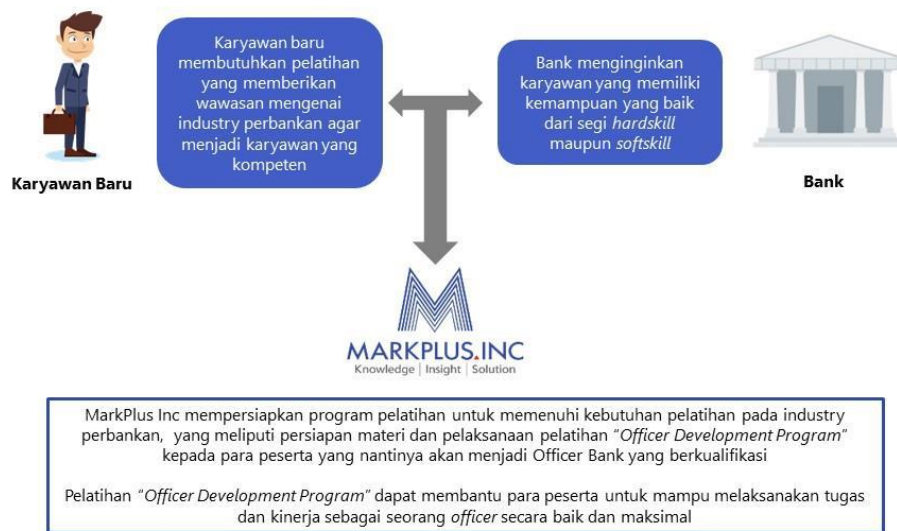 Karyawan baru
membutuhkan pelatihan
yang memberikan
wawasan mengenai
industry perbankan agar
menjadi karyawan yang
kompeten
Karyawan Baru
Bank menginginkan
karyawan yang memiliki
kemampuan yang baik
dari segi hardskill
maupun softskill
Bank
MARKPLUS.INC
Knowledge | Insight | Solution
MarkPlus Inc mempersiapkan program pelatihan untuk memenuhi kebutuhan pelatihan pada industry
perbankan, yang meliputi persiapan materi dan pelaksanaan pelatihan "Officer Development Program"
kepada para peserta yang nantinya akan menjadi Officer Bank yang berkualifikasi
Pelatihan "Officer Development Program" dapat membantu para peserta untuk mampu melaksanakan tugas
dan kinerja sebagai seorang officer secara baik dan maksimal